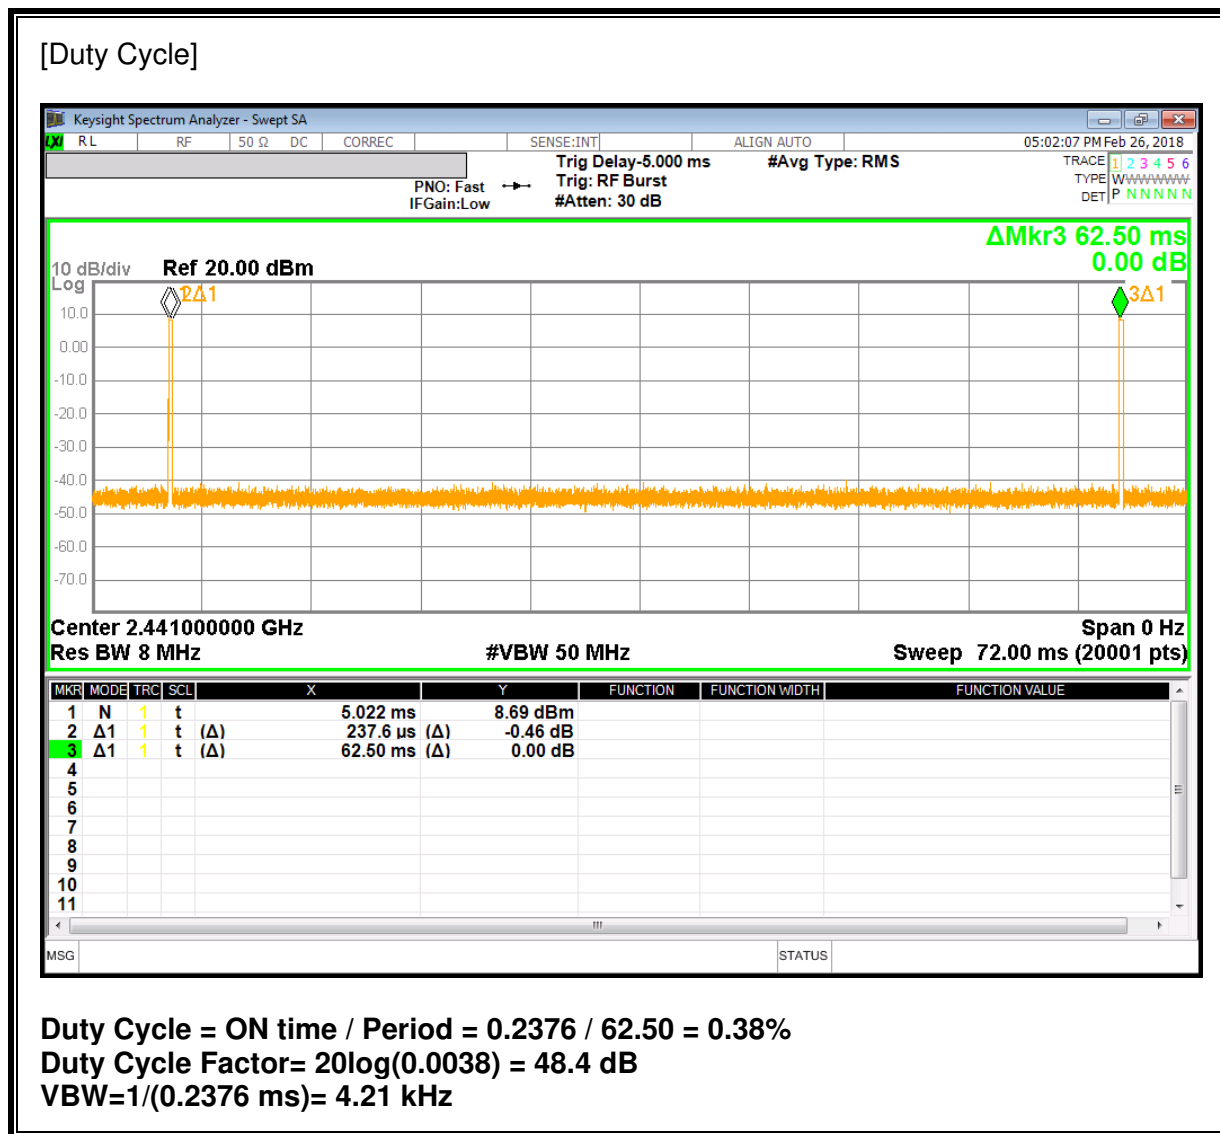 [Duty Cycle]
Keysight Spectrum Analyzer - Swept SA
LXI RL RF 50 Ω DC CORREC SENSE:INT ALIGN AUTO 05:02:07 PM Feb 26, 2018
Trig Delay-5.000 ms #Avg Type: RMS TRACE 1 2 3 4 5 6
PNO: Fast Trig: RF Burst TYPE WWWWWW
IFGain:Low #Atten: 30 dB DET P N N N N N
ΔMkr3 62.50 ms
10 dB/div Ref 20.00 dBm 0.00 dB
Log
2Δ1 3Δ1
10.0
0.00
-10.0
-20.0
-30.0
-40.0
-50.0
-60.0
-70.0
Center 2.441000000 GHz Span 0 Hz
Res BW 8 MHz #VBW 50 MHz Sweep 72.00 ms (20001 pts)
MKR MODE TRC SCL X Y FUNCTION FUNCTION WIDTH FUNCTION VALUE
1 N 1 t 5.022 ms 8.69 dBm
2 Δ1 1 t (Δ) 237.6 µs (Δ) -0.46 dB
3 Δ1 1 t (Δ) 62.50 ms (Δ) 0.00 dB
4
5
6
7
8
9
10
11
MSG STATUS
Duty Cycle = ON time / Period = 0.2376 / 62.50 = 0.38%
Duty Cycle Factor= 20log(0.0038) = 48.4 dB
VBW=1/(0.2376 ms)= 4.21 kHz